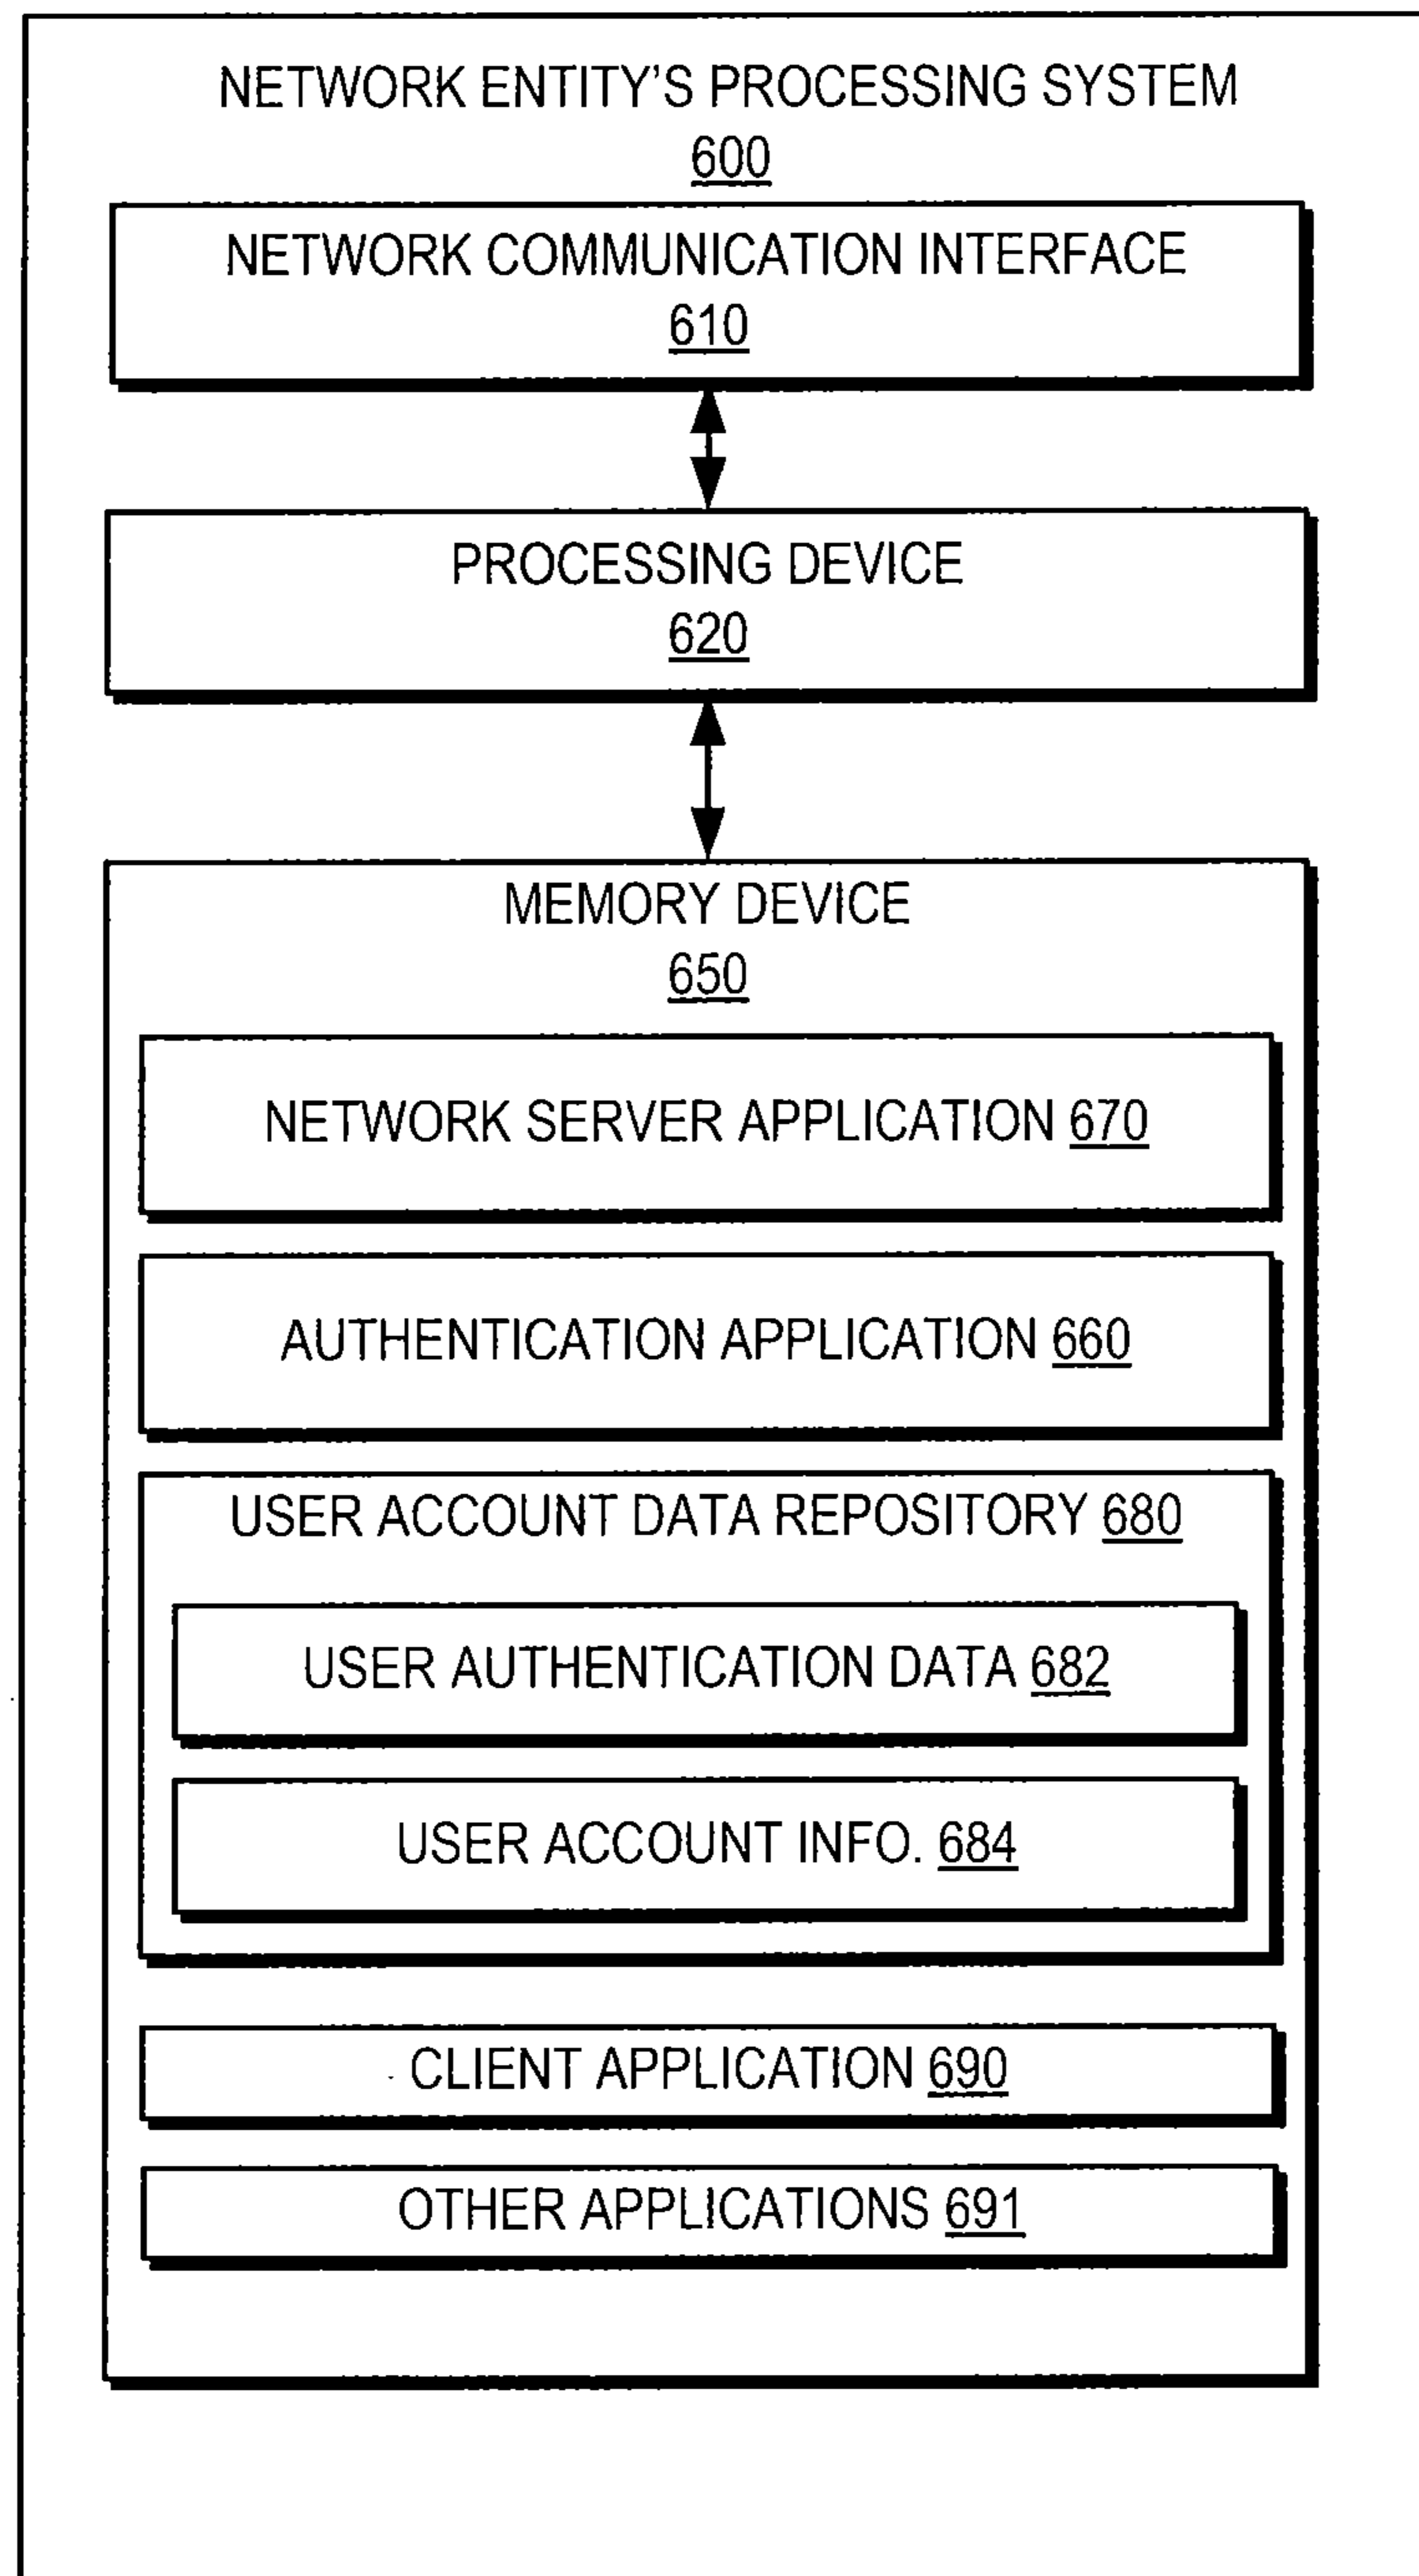 NETWORK ENTITY'S PROCESSING SYSTEM
600
NETWORK COMMUNICATION INTERFACE
610
PROCESSING DEVICE
620
MEMORY DEVICE
650
NETWORK SERVER APPLICATION 670
AUTHENTICATION APPLICATION 660
USER ACCOUNT DATA REPOSITORY 680
USER AUTHENTICATION DATA 682
USER ACCOUNT INFO. 684
CLIENT APPLICATION 690
OTHER APPLICATIONS 691